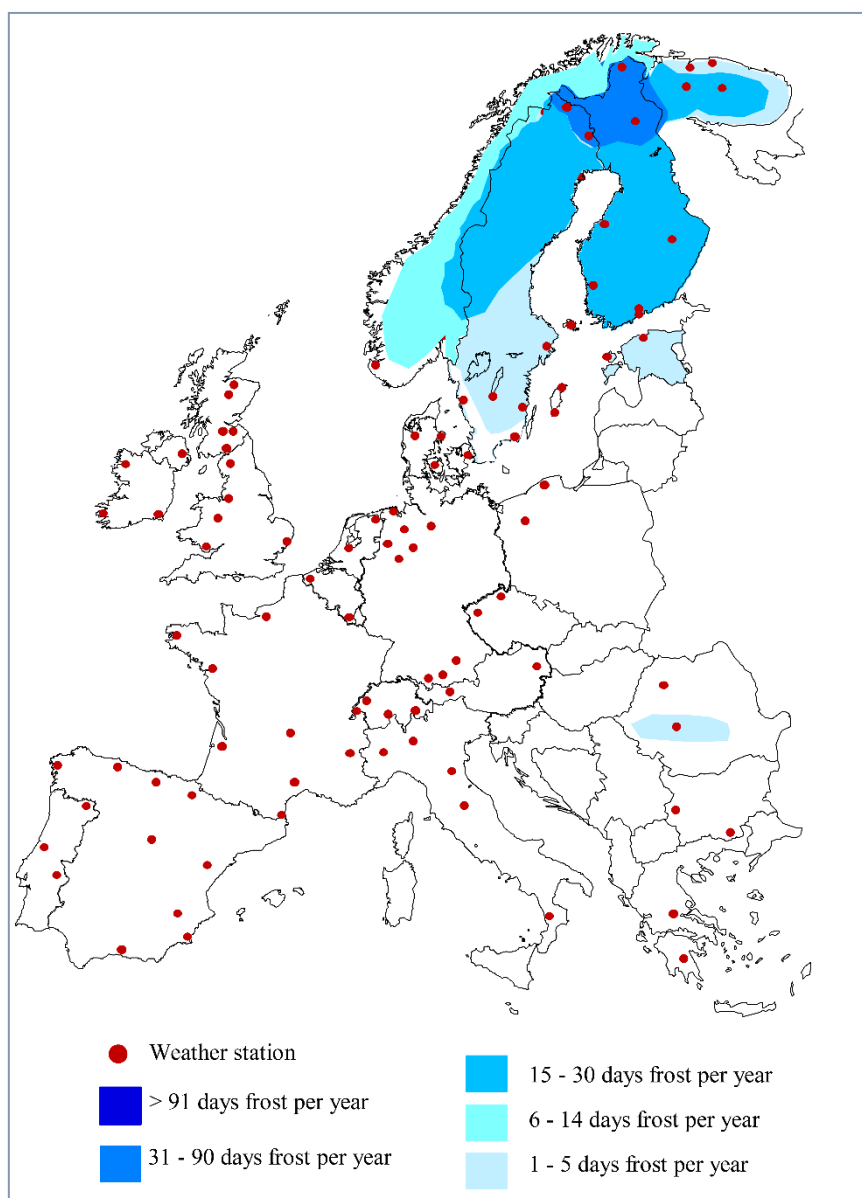 Weather station
> 91 days frost per year
31 - 90 days frost per year
15 - 30 days frost per year
6 - 14 days frost per year
1 - 5 days frost per year